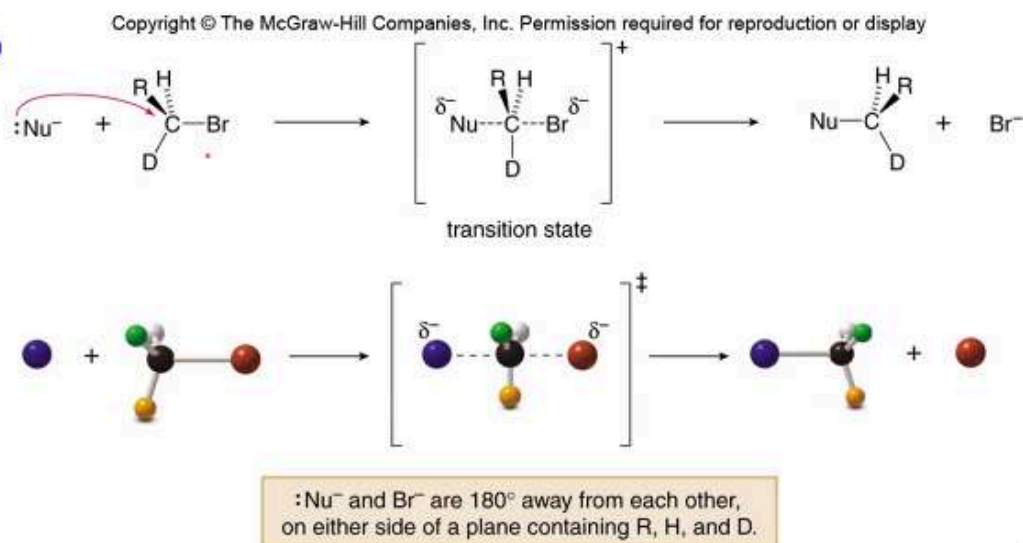 Copyright © The McGraw-Hill Companies, Inc. Permission required for reproduction or display
:Nu⁻ + R H C—Br D
δ⁻ Nu---C---Br δ⁻ R H D +
Nu—C H R D + Br⁻
transition state
+
δ⁻ δ⁻ ‡
+
:Nu⁻ and Br⁻ are 180° away from each other,
on either side of a plane containing R, H, and D.